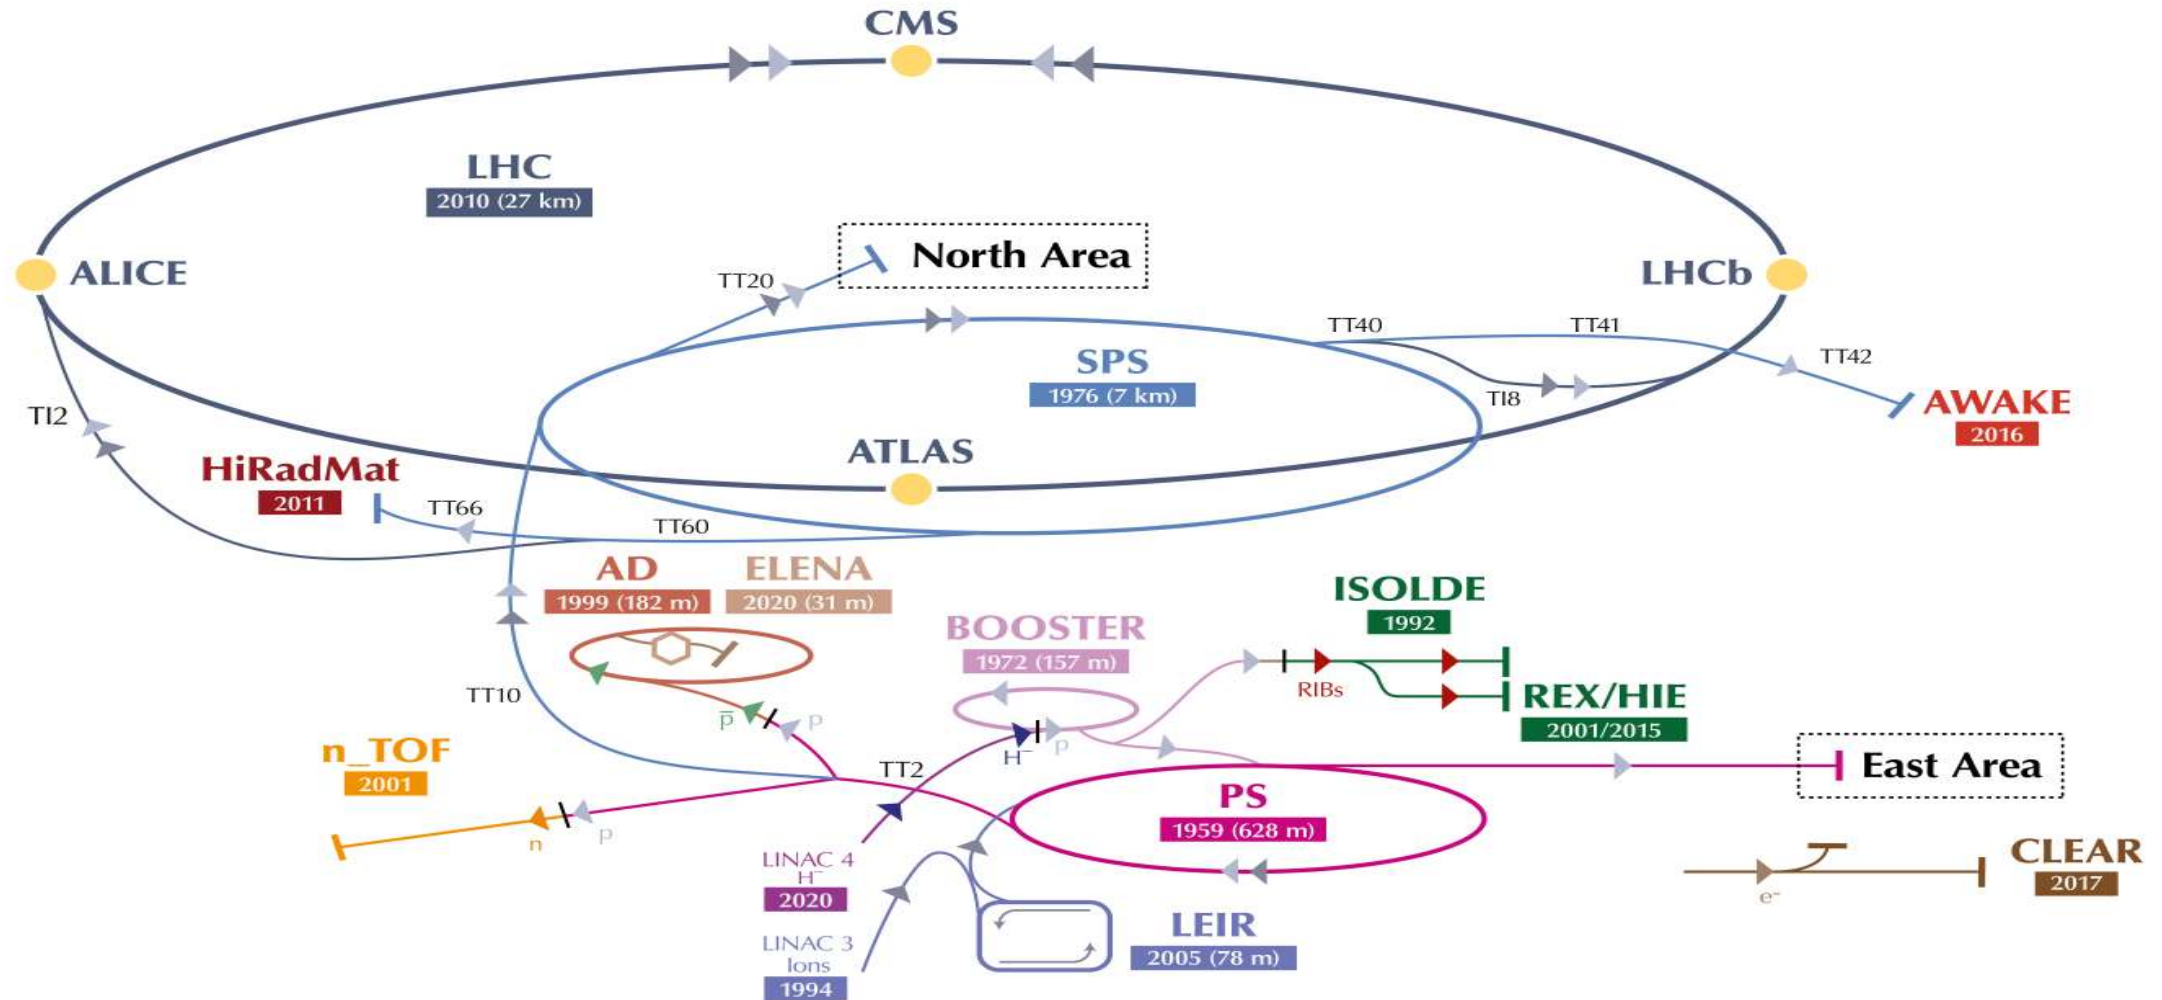 CMS
LHC
2010 (27 km)
North Area
TT20
ALICE
LHCb
TT40
TT41
TT42
SPS
1976 (7 km)
TI8
AWAKE
2016
TI2
ATLAS
HiRadMat
2011
TT66
TT60
AD
1999 (182 m)
ELENA
2020 (31 m)
ISOLDE
1992
BOOSTER
1972 (157 m)
RIBs
REX/HIE
2001/2015
TT10
p̅
p
H⁻
p
n_TOF
2001
TT2
East Area
PS
1959 (628 m)
n
p
LINAC 4
H⁻
2020
CLEAR
2017
e⁻
LEIR
2005 (78 m)
LINAC 3
Ions
1994